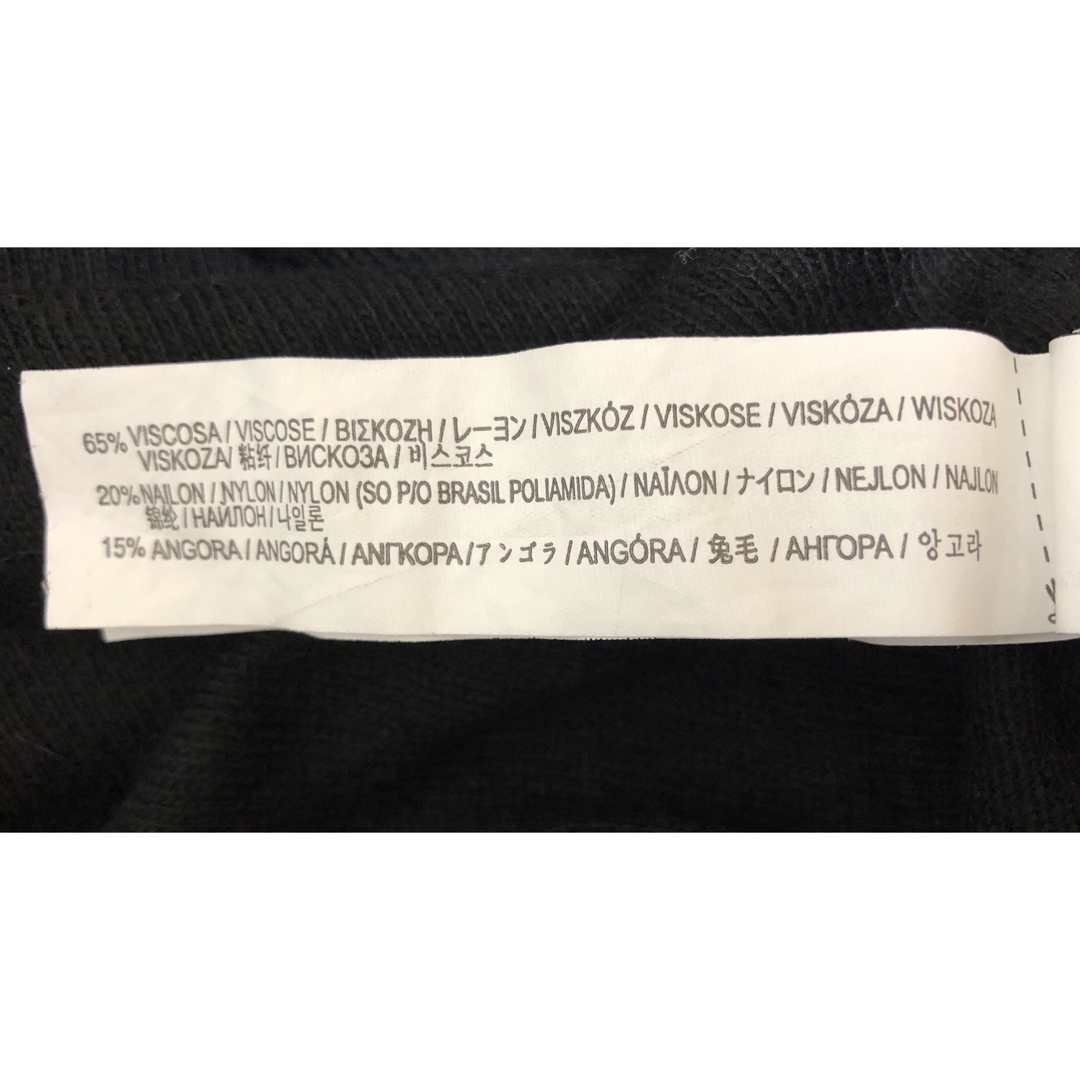 65% VISCOSA / VISCOSE / ΒΙΣΚΟΖΗ / レーヨン / VISZKÓZ / VISKOSE / VISKÓZA / WISKOZA
VISKOZA / 粘纤 / ВИСКОЗА / 비스코스
20% NAILON / NYLON / NYLON (SO P/O BRASIL POLIAMIDA) / ΝΑΪΛΟΝ / ナイロン / NEJLON / NAJLON
锦纶 / НАИЛОН / 나일론
15% ANGORA / ANGORÁ / ΑΝΓΚΟΡΑ / アンゴラ / ANGÓRA / 兔毛 / АНГОРА / 앙고라